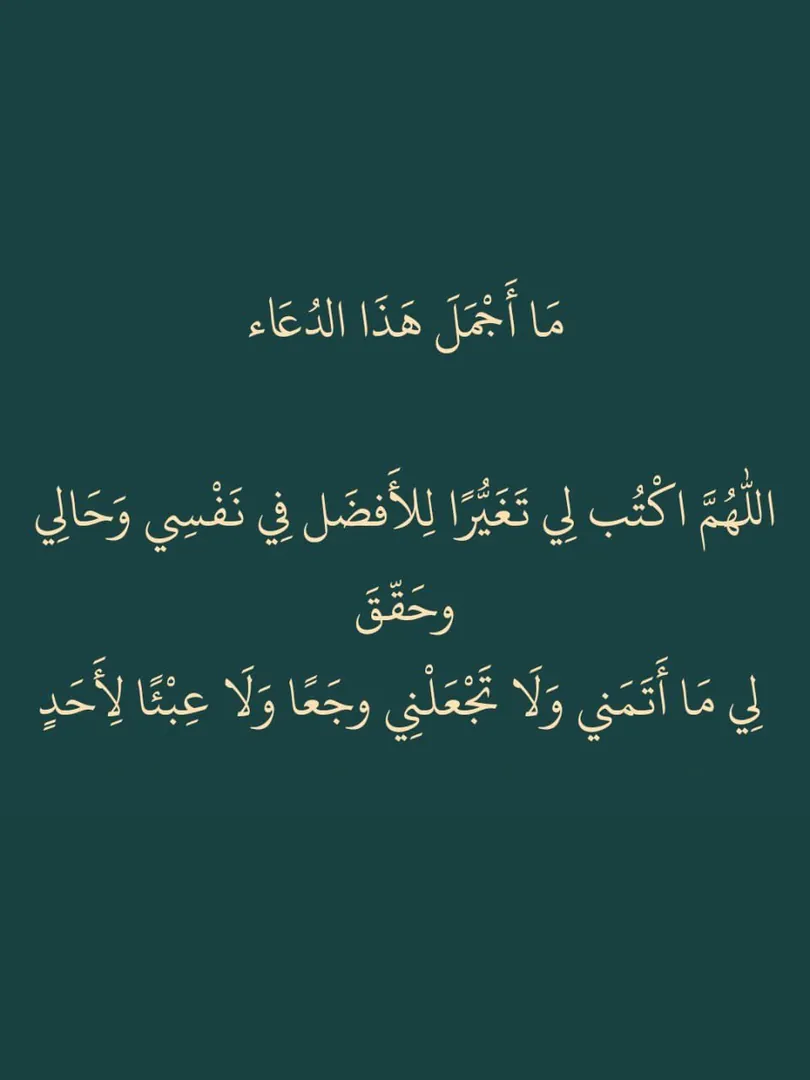 مَا أَجْمَلَ هَذَا الدُعَاء
اللّٰهُمَّ اكْتُب لِي تَغَيُّرًا لِلأَفضَل فِي نَفْسِي وَحَالِي
وحَقّقَ
لِي مَا أَتَمَني وَلَا تَجْعَلْنِي وجَعًا وَلَا عِبْئًا لِأَحَدٍ